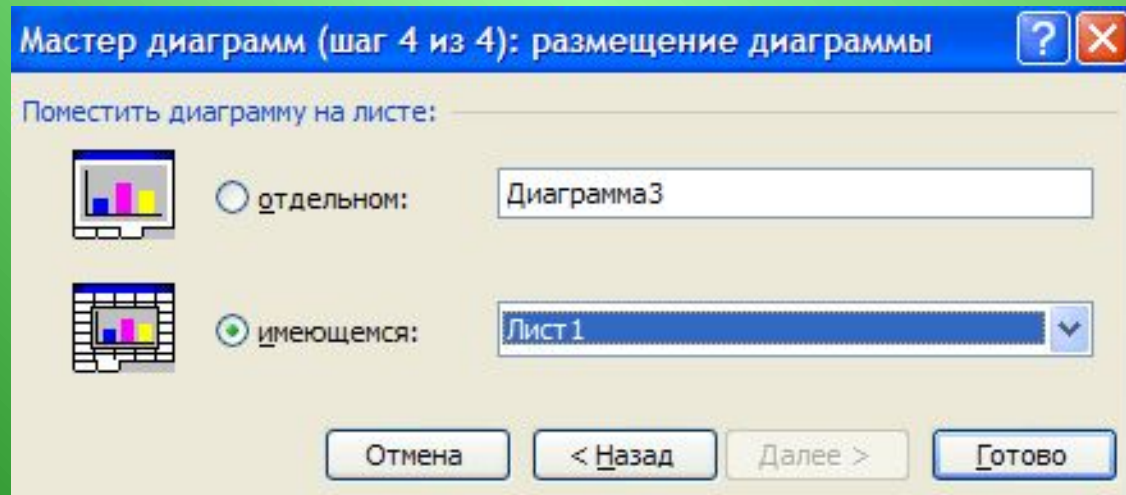 Мастер диаграмм (шаг 4 из 4): размещение диаграммы
Поместить диаграмму на листе:
отдельном: Диаграмма3
имеющемся: Лист1
Отмена < Назад Далее > Готово